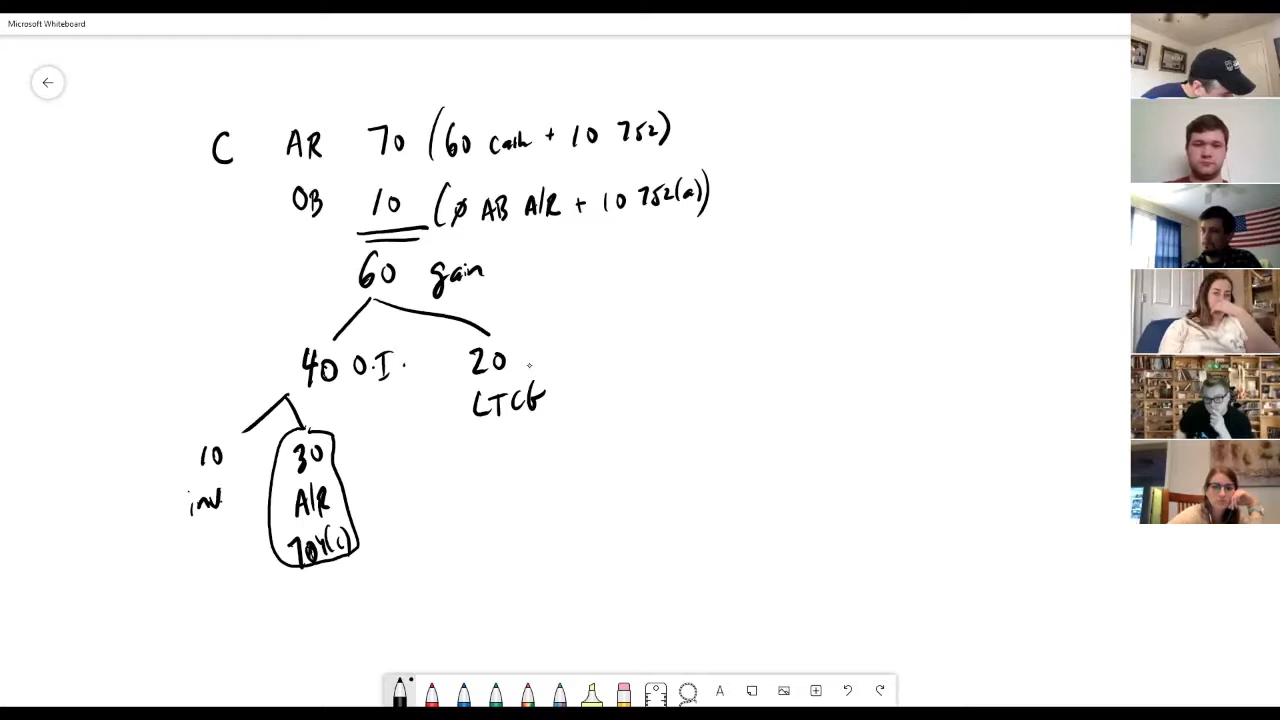 Microsoft Whiteboard
C AR 70 (60 cash + 10 752)
OB 10 (∅ AB A/R + 10 752(a))
60 gain
40 O.I. 20
LTCG
10 30
inv A/R
704(c)
A